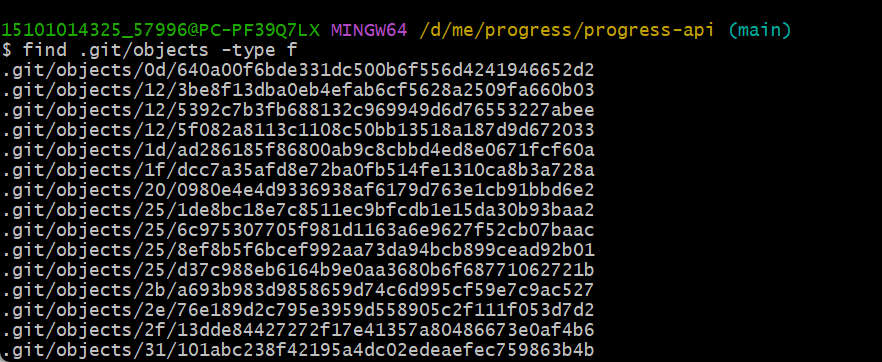 15101014325_57996@PC-PF39Q7LX MINGW64 /d/me/progress/progress-api (main)
$ find .git/objects -type f
.git/objects/0d/640a00f6bde331dc500b6f556d4241946652d2
.git/objects/12/3be8f13dba0eb4efab6cf5628a2509fa660b03
.git/objects/12/5392c7b3fb688132c969949d6d76553227abee
.git/objects/12/5f082a8113c1108c50bb13518a187d9d672033
.git/objects/1d/ad286185f86800ab9c8cbbd4ed8e0671fcf60a
.git/objects/1f/dcc7a35afd8e72ba0fb514fe1310ca8b3a728a
.git/objects/20/0980e4e4d9336938af6179d763e1cb91bbd6e2
.git/objects/25/1de8bc18e7c8511ec9bfcdb1e15da30b93baa2
.git/objects/25/6c975307705f981d1163a6e9627f52cb07baac
.git/objects/25/8ef8b5f6bcef992aa73da94bcb899cead92b01
.git/objects/25/d37c988eb6164b9e0aa3680b6f68771062721b
.git/objects/2b/a693b983d9858659d74c6d995cf59e7c9ac527
.git/objects/2e/76e189d2c795e3959d558905c2f111f053d7d2
.git/objects/2f/13dde84427272f17e41357a80486673e0af4b6
.git/objects/31/101abc238f42195a4dc02edeaefec759863b4b